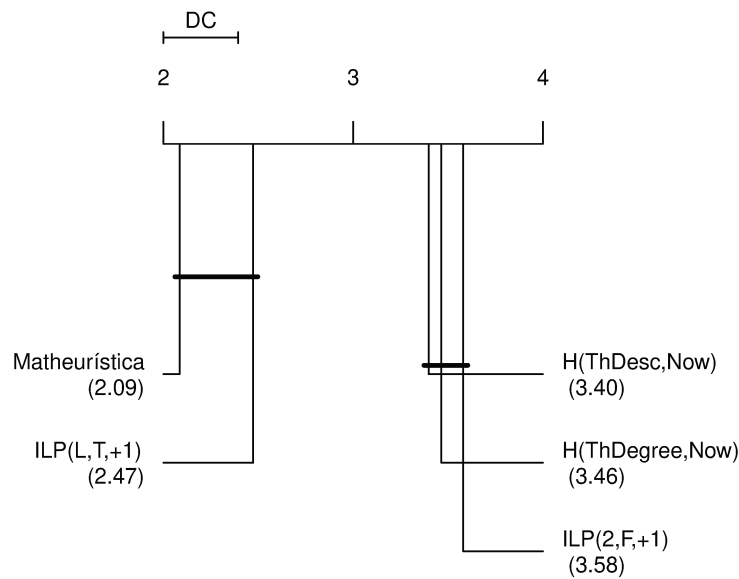 DC
2 3 4
Matheurística
(2.09)
H(ThDesc,Now)
(3.40)
ILP(L,T,+1)
(2.47)
H(ThDegree,Now)
(3.46)
ILP(2,F,+1)
(3.58)